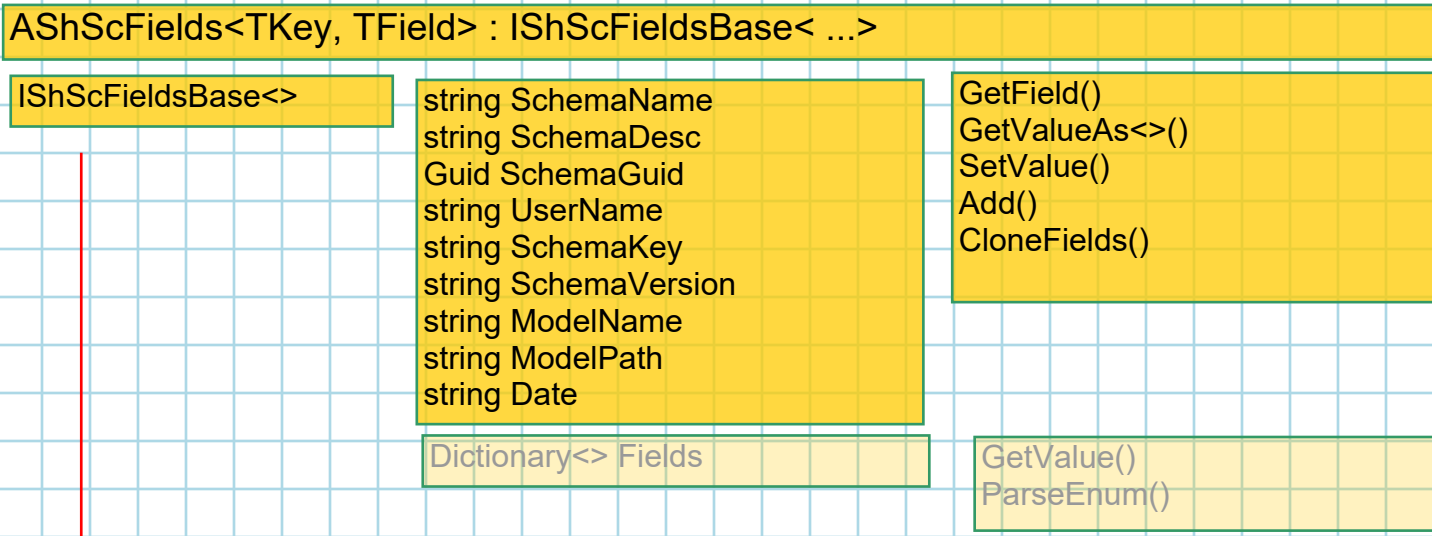 AShScFields<TKey, TField> : IShScFieldsBase< ...>
IShScFieldsBase<>
string SchemaName
string SchemaDesc
Guid SchemaGuid
string UserName
string SchemaKey
string SchemaVersion
string ModelName
string ModelPath
string Date
Dictionary<> Fields
GetField()
GetValueAs<>()
SetValue()
Add()
CloneFields()
GetValue()
ParseEnum()